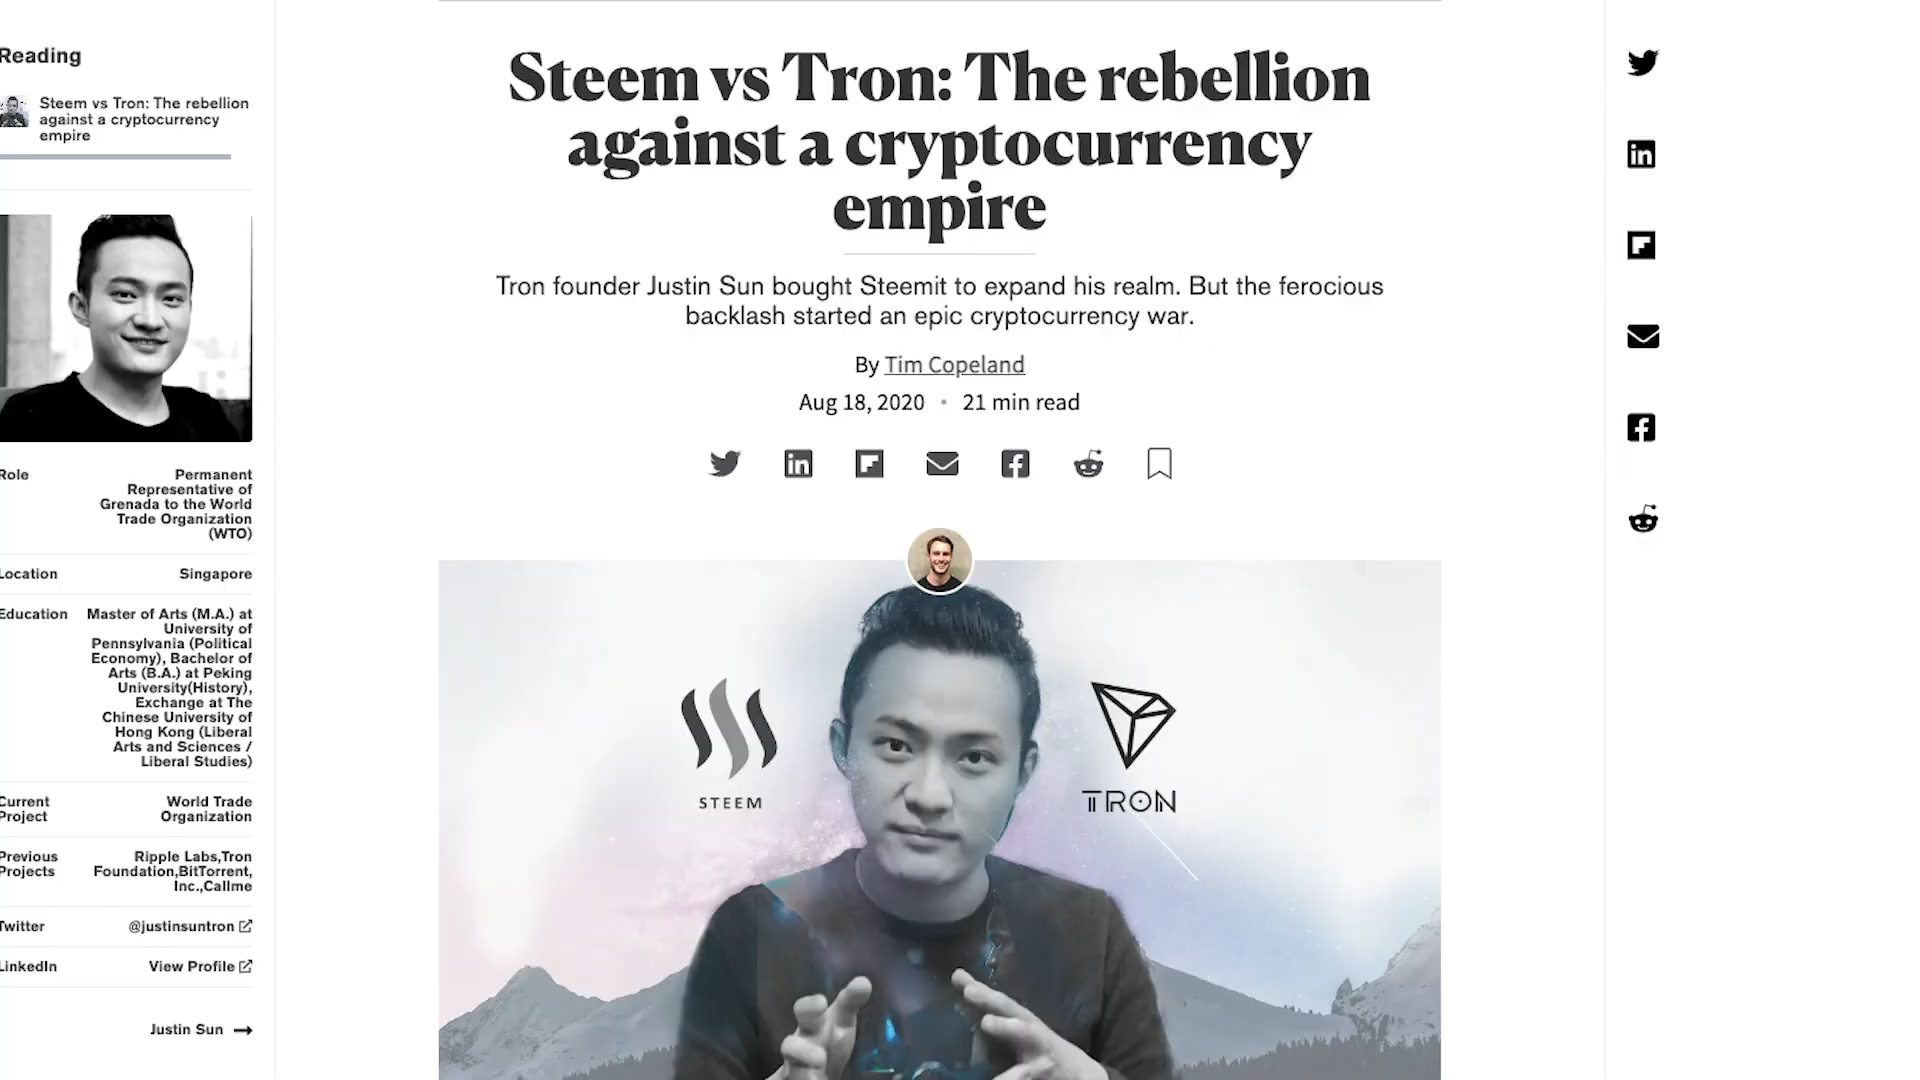 Reading
Steem vs Tron: The rebellion
against a cryptocurrency
empire
Role
Permanent
Representative of
Grenada to the World
Trade Organization
(WTO)
Location
Singapore
Education
Master of Arts (M.A.) at
University of
Pennsylvania (Political
Economy), Bachelor of
Arts (B.A.) at Peking
University(History),
Exchange at The
Chinese University of
Hong Kong (Liberal
Arts and Sciences /
Liberal Studies)
Current
Project
World Trade
Organization
Previous
Projects
Ripple Labs,Tron
Foundation,BitTorrent,
Inc.,Callme
Twitter
@justinsuntron
LinkedIn
View Profile
Justin Sun
Steem vs Tron: The rebellion
against a cryptocurrency
empire
Tron founder Justin Sun bought Steemit to expand his realm. But the ferocious
backlash started an epic cryptocurrency war.
By Tim Copeland
Aug 18, 2020 • 21 min read
STEEM
TRON